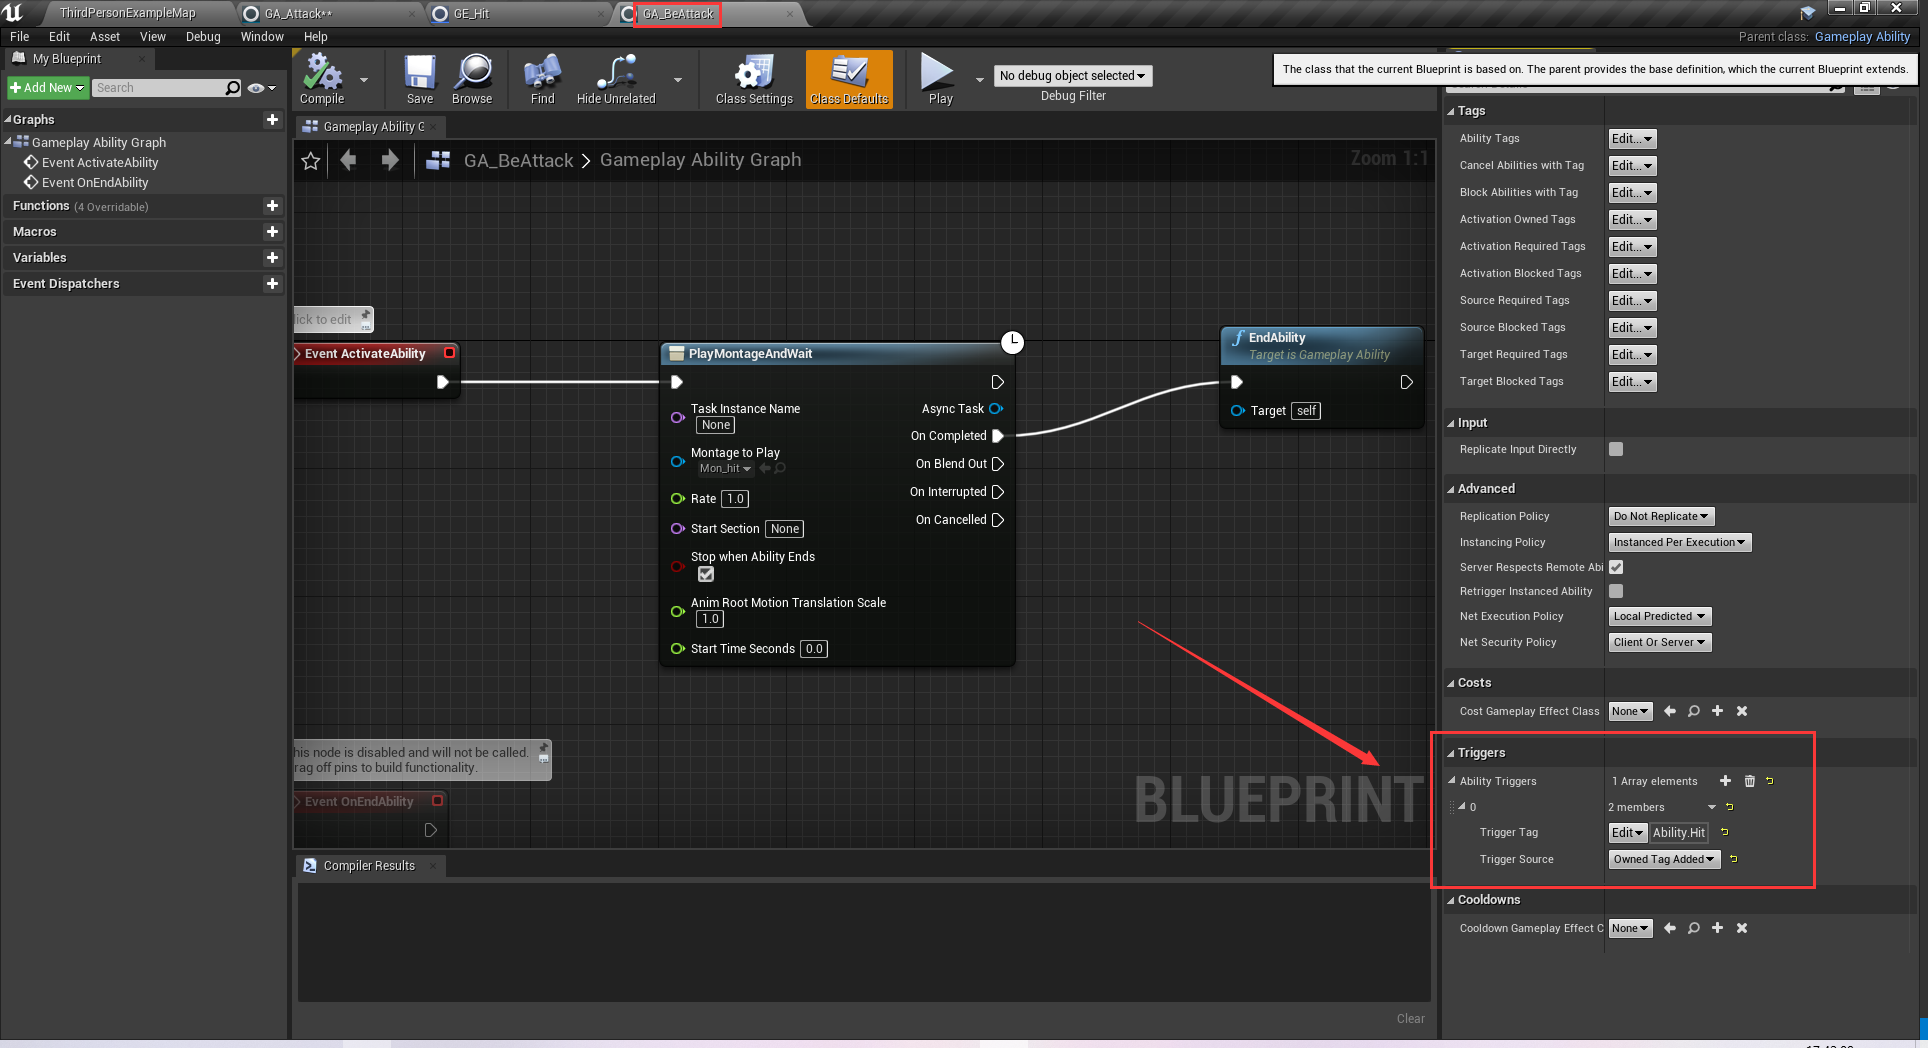 ThirdPersonExampleMap
GA_Attack**
GE_Hit
GA_BeAttack
File Edit Asset View Debug Window Help
Parent class: Gameplay Ability
My Blueprint
The class that the current Blueprint is based on. The parent provides the base definition, which the current Blueprint extends.
Add New
Search
Compile
Save
Browse
Find
Hide Unrelated
Class Settings
Class Defaults
Play
No debug object selected
Debug Filter
Graphs
Gameplay Ability Graph
Event ActivateAbility
Event OnEndAbility
Functions (4 Overridable)
Macros
Variables
Event Dispatchers
Gameplay Ability G
GA_BeAttack > Gameplay Ability Graph
Zoom 1:1
lick to edit
Event ActivateAbility
PlayMontageAndWait
Task Instance Name
None
Montage to Play
Mon_hit
Rate 1.0
Start Section None
Stop when Ability Ends
Anim Root Motion Translation Scale
1.0
Start Time Seconds 0.0
Async Task
On Completed
On Blend Out
On Interrupted
On Cancelled
EndAbility
Target is Gameplay Ability
Target self
his node is disabled and will not be called.
rag off pins to build functionality.
Event OnEndAbility
BLUEPRINT
Compiler Results
Clear
Tags
Ability Tags Edit...
Cancel Abilities with Tag Edit...
Block Abilities with Tag Edit...
Activation Owned Tags Edit...
Activation Required Tags Edit...
Activation Blocked Tags Edit...
Source Required Tags Edit...
Source Blocked Tags Edit...
Target Required Tags Edit...
Target Blocked Tags Edit...
Input
Replicate Input Directly
Advanced
Replication Policy Do Not Replicate
Instancing Policy Instanced Per Execution
Server Respects Remote Abi
Retrigger Instanced Ability
Net Execution Policy Local Predicted
Net Security Policy Client Or Server
Costs
Cost Gameplay Effect Class None
Triggers
Ability Triggers 1 Array elements
0 2 members
Trigger Tag Edit Ability.Hit
Trigger Source Owned Tag Added
Cooldowns
Cooldown Gameplay Effect C None